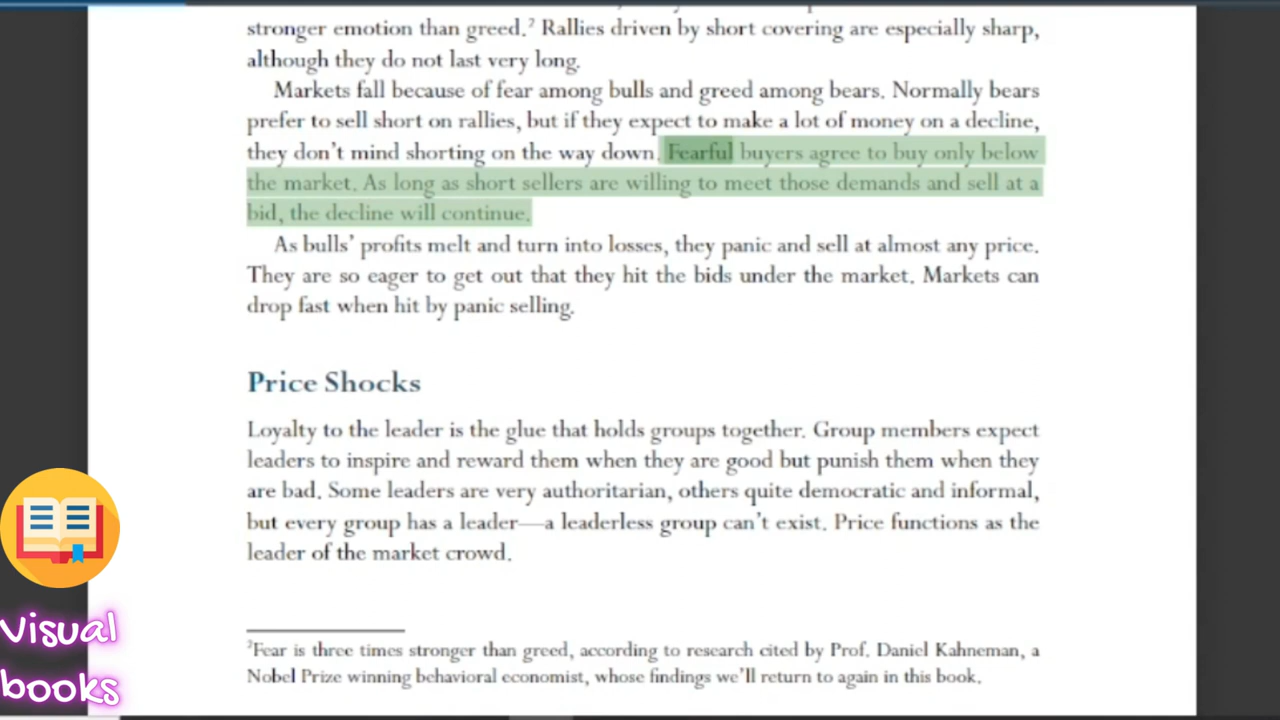 stronger emotion than greed.² Rallies driven by short covering are especially sharp,
although they do not last very long.
Markets fall because of fear among bulls and greed among bears. Normally bears
prefer to sell short on rallies, but if they expect to make a lot of money on a decline,
they don't mind shorting on the way down. Fearful buyers agree to buy only below
the market. As long as short sellers are willing to meet those demands and sell at a
bid, the decline will continue.
As bulls' profits melt and turn into losses, they panic and sell at almost any price.
They are so eager to get out that they hit the bids under the market. Markets can
drop fast when hit by panic selling.
Price Shocks
Loyalty to the leader is the glue that holds groups together. Group members expect
leaders to inspire and reward them when they are good but punish them when they
are bad. Some leaders are very authoritarian, others quite democratic and informal,
but every group has a leader—a leaderless group can't exist. Price functions as the
leader of the market crowd.
²Fear is three times stronger than greed, according to research cited by Prof. Daniel Kahneman, a
Nobel Prize winning behavioral economist, whose findings we'll return to again in this book.
Visual
books